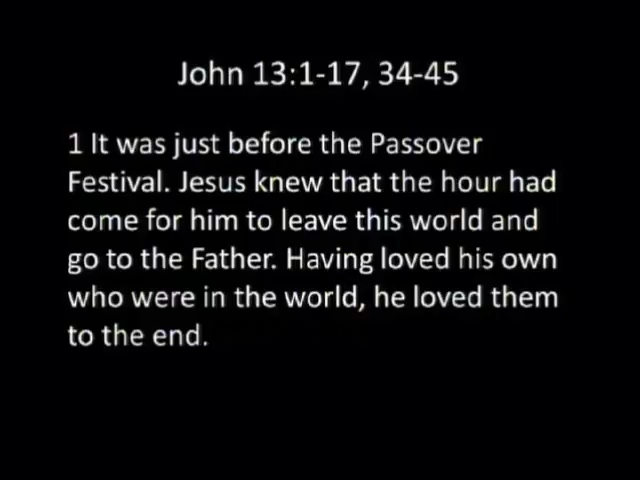 John 13:1-17, 34-45
1 It was just before the Passover
Festival. Jesus knew that the hour had
come for him to leave this world and
go to the Father. Having loved his own
who were in the world, he loved them
to the end.